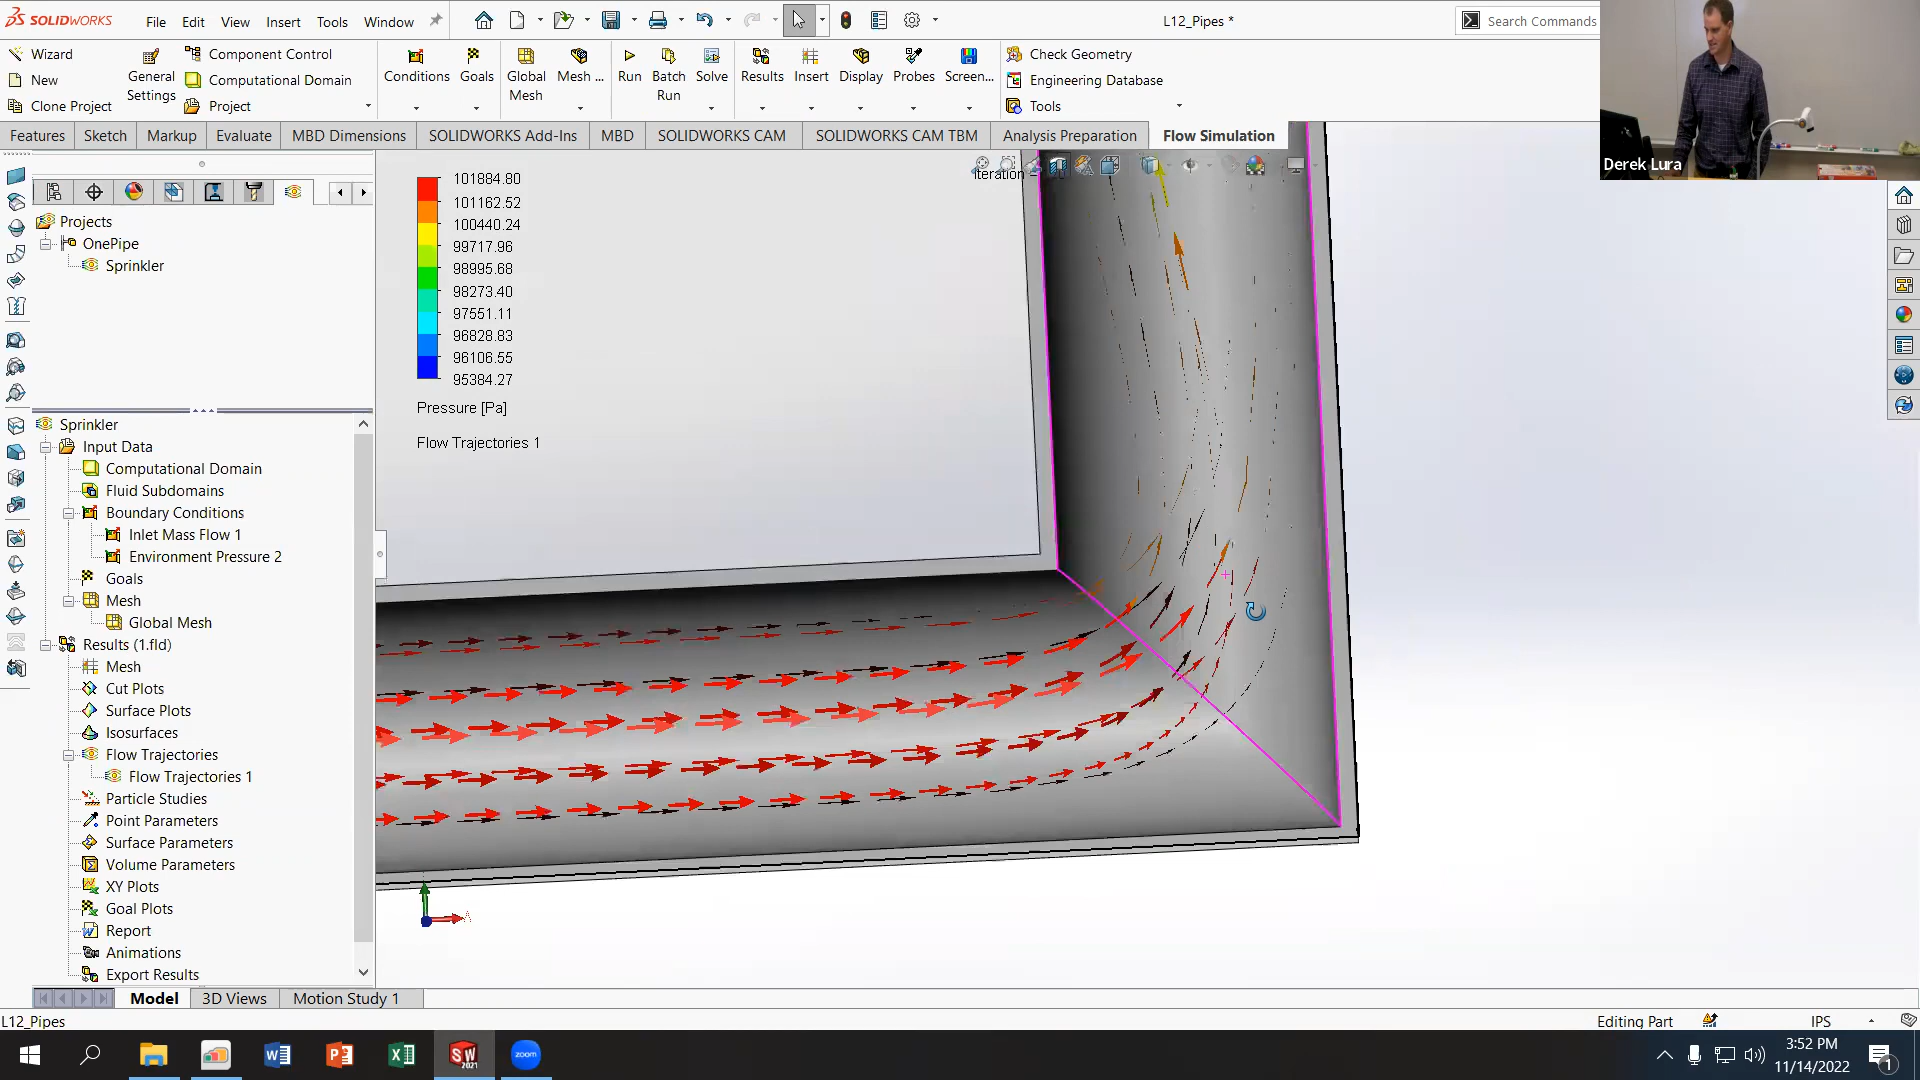 SOLIDWORKS File Edit View Insert Tools Window L12_Pipes * Search Commands
Wizard
New
Clone Project
General Settings
Component Control
Computational Domain
Project
Conditions
Goals
Global Mesh
Mesh ...
Run
Batch Run
Solve
Results
Insert
Display
Probes
Screen...
Check Geometry
Engineering Database
Tools
Features Sketch Markup Evaluate MBD Dimensions SOLIDWORKS Add-Ins MBD SOLIDWORKS CAM SOLIDWORKS CAM TBM Analysis Preparation Flow Simulation
Derek Lura
Projects
OnePipe
Sprinkler
Sprinkler
Input Data
Computational Domain
Fluid Subdomains
Boundary Conditions
Inlet Mass Flow 1
Environment Pressure 2
Goals
Mesh
Global Mesh
Results (1.fld)
Mesh
Cut Plots
Surface Plots
Isosurfaces
Flow Trajectories
Flow Trajectories 1
Particle Studies
Point Parameters
Surface Parameters
Volume Parameters
XY Plots
Goal Plots
Report
Animations
Export Results
101884.80
101162.52
100440.24
99717.96
98995.68
98273.40
97551.11
96828.83
96106.55
95384.27
Pressure [Pa]
Flow Trajectories 1
Iteration =
Model 3D Views Motion Study 1
L12_Pipes Editing Part IPS
SW 2021
zoom
3:52 PM
11/14/2022
1